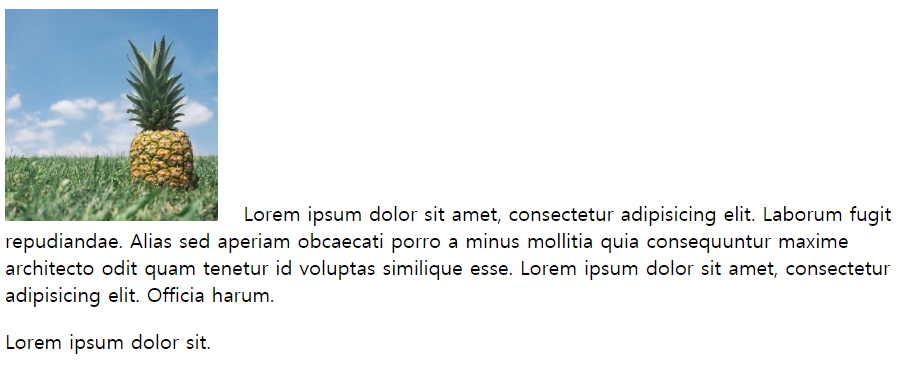 Lorem ipsum dolor sit amet, consectetur adipisicing elit. Laborum fugit
repudiandae. Alias sed aperiam obcaecati porro a minus mollitia quia consequuntur maxime
architecto odit quam tenetur id voluptas similique esse. Lorem ipsum dolor sit amet, consectetur
adipisicing elit. Officia harum.
Lorem ipsum dolor sit.